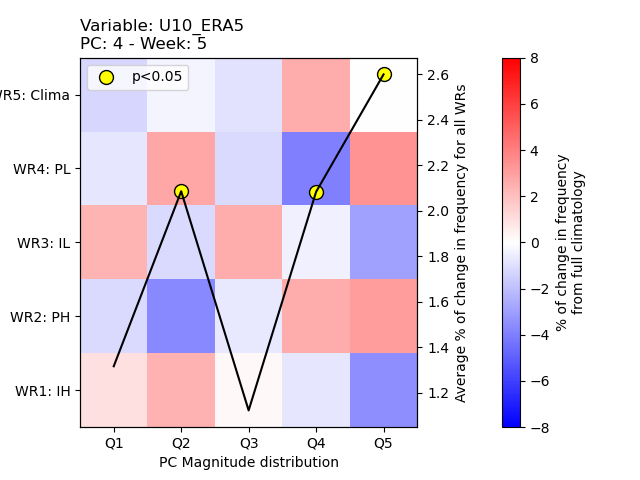 Variable: U10_ERA5
PC: 4 - Week: 5
p<0.05
WR5: Clima
WR4: PL
WR3: IL
WR2: PH
WR1: IH
Q1 Q2 Q3 Q4 Q5
PC Magnitude distribution
2.6
2.4
2.2
2.0
1.8
1.6
1.4
1.2
Average % of change in frequency for all WRs
8
6
4
2
0
−2
−4
−6
−8
% of change in frequency
from full climatology